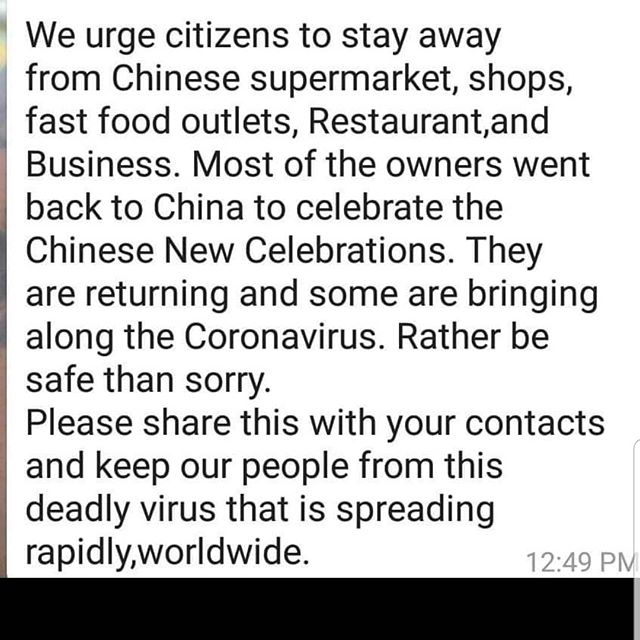 We urge citizens to stay away
from Chinese supermarket, shops,
fast food outlets, Restaurant,and
Business. Most of the owners went
back to China to celebrate the
Chinese New Celebrations. They
are returning and some are bringing
along the Coronavirus. Rather be
safe than sorry.
Please share this with your contacts
and keep our people from this
deadly virus that is spreading
rapidly,worldwide.
12:49 PM